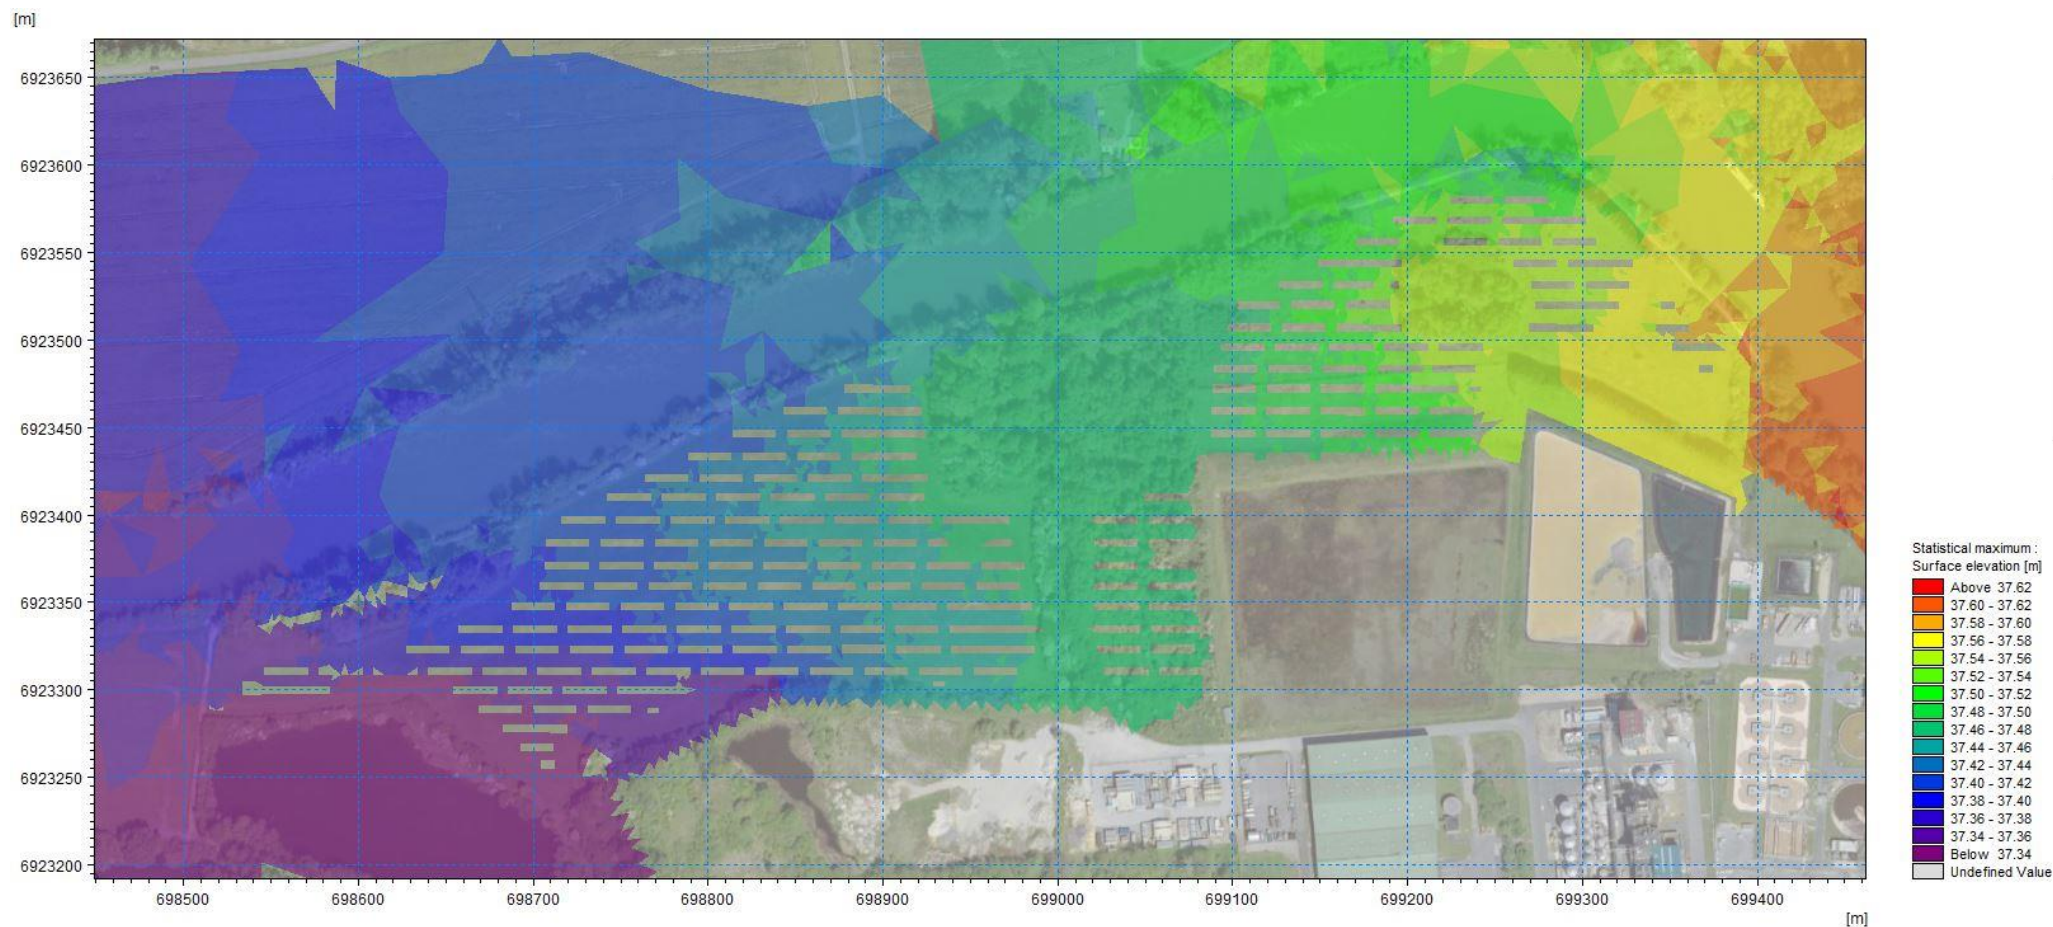 [m]
6923650
6923600
6923550
6923500
6923450
6923400
6923350
6923300
6923250
6923200
698500 698600 698700 698800 698900 699000 699100 699200 699300 699400
[m]
Statistical maximum :
Surface elevation [m]
Above 37.62
37.60 - 37.62
37.58 - 37.60
37.56 - 37.58
37.54 - 37.56
37.52 - 37.54
37.50 - 37.52
37.48 - 37.50
37.46 - 37.48
37.44 - 37.46
37.42 - 37.44
37.40 - 37.42
37.38 - 37.40
37.36 - 37.38
37.34 - 37.36
Below 37.34
Undefined Value